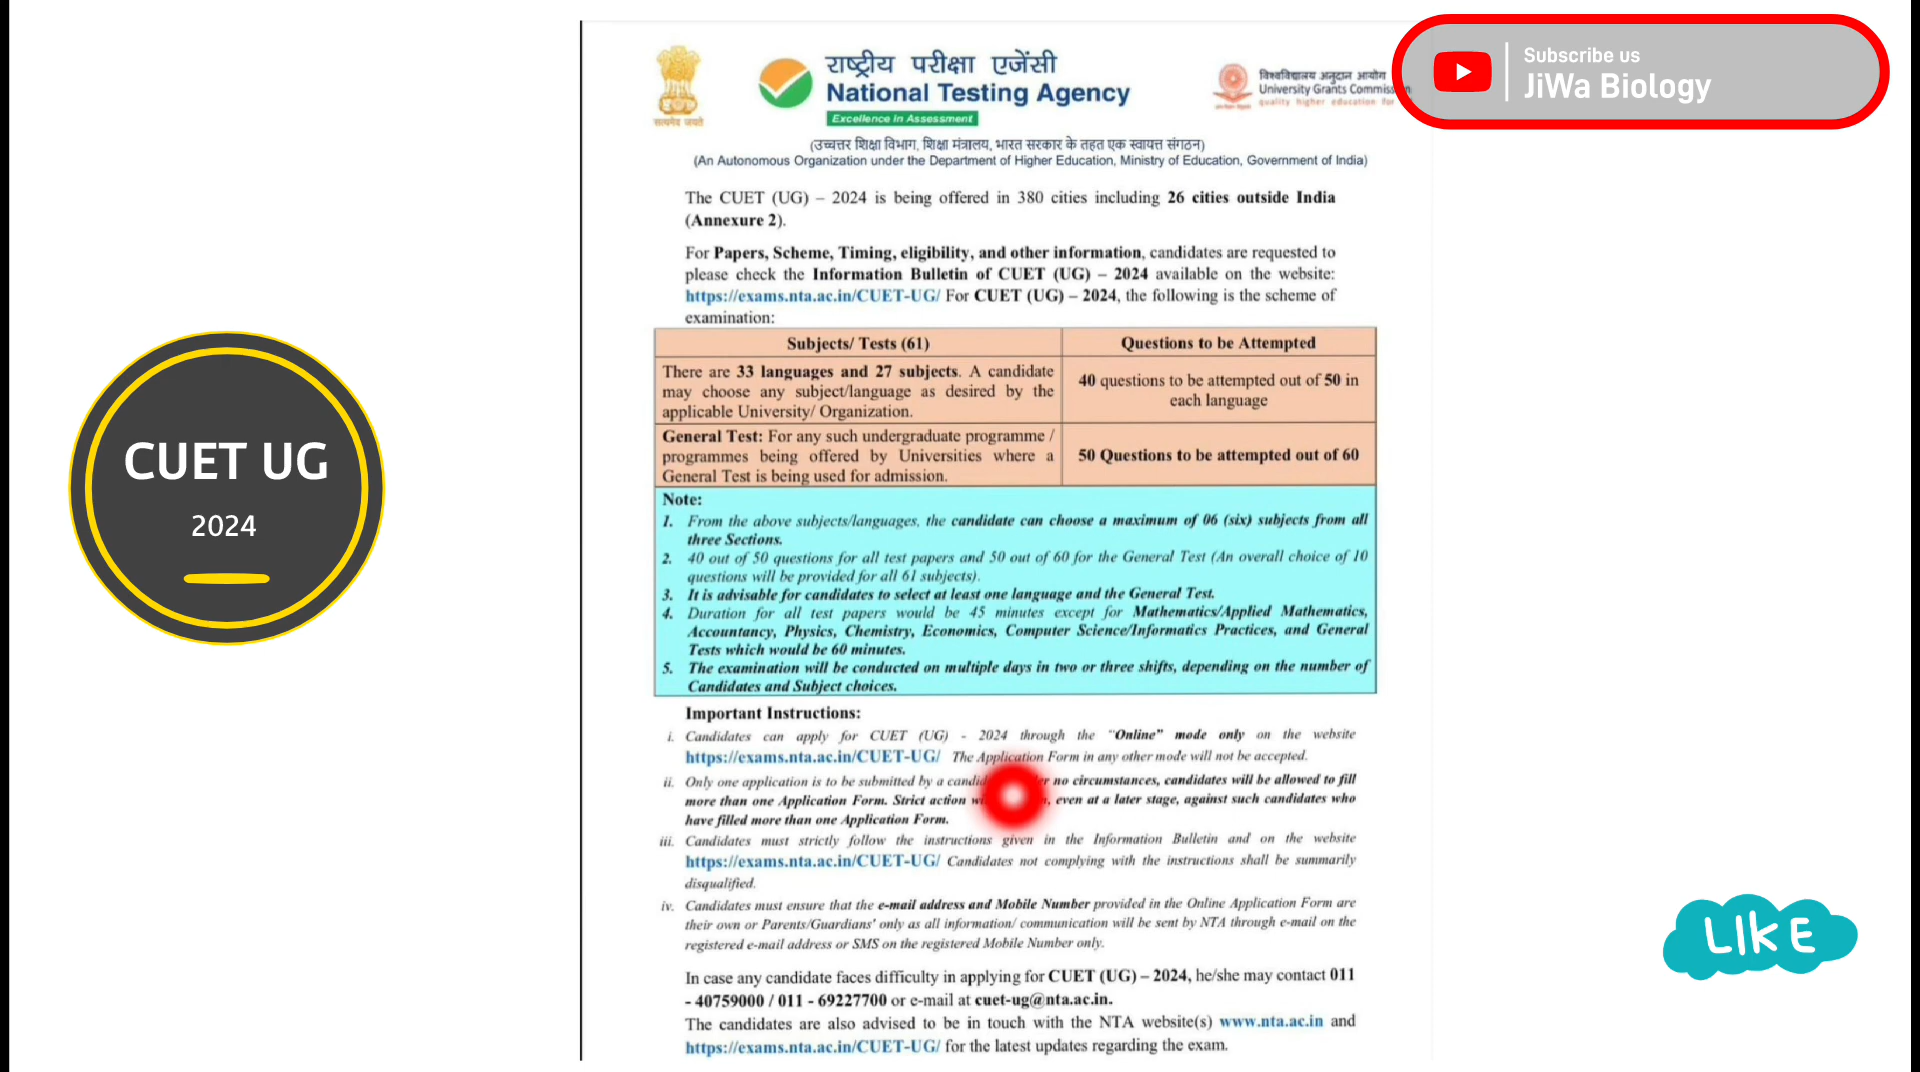 राष्ट्रीय परीक्षा एजेंसी
National Testing Agency
Excellence in Assessment
सत्यमेव जयते
विश्वविद्यालय अनुदान आयोग
University Grants Commiss
quality higher education for
Subscribe us
JiWa Biology
(उच्चत्तर शिक्षा विभाग, शिक्षा मंत्रालय, भारत सरकार के तहत एक स्वायत्त संगठन)
(An Autonomous Organization under the Department of Higher Education, Ministry of Education, Government of India)
The CUET (UG) – 2024 is being offered in 380 cities including 26 cities outside India
(Annexure 2).
For Papers, Scheme, Timing, eligibility, and other information, candidates are requested to
please check the Information Bulletin of CUET (UG) – 2024 available on the website:
https://exams.nta.ac.in/CUET-UG/ For CUET (UG) – 2024, the following is the scheme of
examination:
Subjects/ Tests (61)
Questions to be Attempted
There are 33 languages and 27 subjects. A candidate
may choose any subject/language as desired by the
applicable University/ Organization.
40 questions to be attempted out of 50 in
each language
General Test: For any such undergraduate programme /
programmes being offered by Universities where a
General Test is being used for admission.
50 Questions to be attempted out of 60
Note:
1. From the above subjects/languages, the candidate can choose a maximum of 06 (six) subjects from all
three Sections.
2. 40 out of 50 questions for all test papers and 50 out of 60 for the General Test (An overall choice of 10
questions will be provided for all 61 subjects).
3. It is advisable for candidates to select at least one language and the General Test.
4. Duration for all test papers would be 45 minutes except for Mathematics/Applied Mathematics,
Accountancy, Physics, Chemistry, Economics, Computer Science/Informatics Practices, and General
Tests which would be 60 minutes.
5. The examination will be conducted on multiple days in two or three shifts, depending on the number of
Candidates and Subject choices.
Important Instructions:
i. Candidates can apply for CUET (UG) - 2024 through the "Online" mode only on the website
https://exams.nta.ac.in/CUET-UG/ The Application Form in any other mode will not be accepted.
ii. Only one application is to be submitted by a no circumstances, candidates will be allowed to fill
more than one Application Form. Strict action , even at a later stage, against such candidates who
have filled more than one Application Form.
iii. Candidates must strictly follow the instructions given in the Information Bulletin and on the website
https://exams.nta.ac.in/CUET-UG/ Candidates not complying with the instructions shall be summarily
disqualified.
iv. Candidates must ensure that the e-mail address and Mobile Number provided in the Online Application Form are
their own or Parents/Guardians' only as all information/ communication will be sent by NTA through e-mail on the
registered e-mail address or SMS on the registered Mobile Number only.
In case any candidate faces difficulty in applying for CUET (UG) – 2024, he/she may contact 011
- 40759000 / 011 - 69227700 or e-mail at cuet-ug@nta.ac.in.
The candidates are also advised to be in touch with the NTA website(s) www.nta.ac.in and
https://exams.nta.ac.in/CUET-UG/ for the latest updates regarding the exam.
CUET UG
2024
LIKE